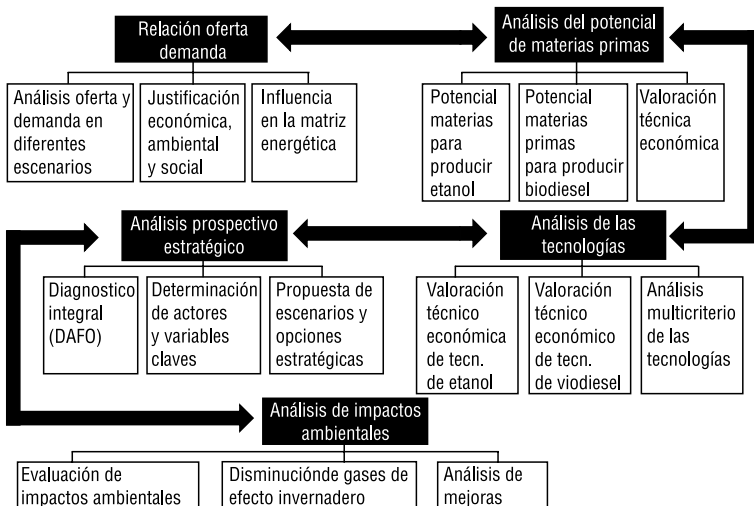 Relación oferta
demanda
Análisis del potencial
de materias primas
Análisis oferta y
demanda en
diferentes
escenarios
Justificación
económica,
ambiental
y social
Influencia
en la matriz
energética
Potencial
materias
para
producir
etanol
Potencial
materias
primas
para producir
biodiesel
Valoración
técnica
económica
Análisis prospectivo
estratégico
Análisis de las
tecnologías
Diagnostico
integral
(DAFO)
Determinación
de actores
y variables
claves
Propuesta de
escenarios y
opciones
estratégicas
Valoración
técnico
económica
de tecn.
de etanol
Valoración
técnico
económico
de tecn.
de viodiesel
Análisis
multicriterio
de las
tecnologías
Análisis de impactos
ambientales
Evaluación de
impactos ambientales
Disminuciónde gases de
efecto invernadero
Análisis de
mejoras